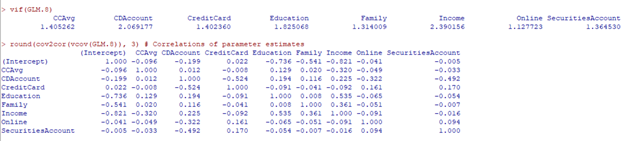 > vif(GLM.8)
CCAvg CDAccount CreditCard Education Family Income Online SecuritiesAccount
1.405262 2.069177 1.402360 1.825068 1.314009 2.390156 1.127723 1.364530
> round(cov2cor(vcov(GLM.8)), 3) # Correlations of parameter estimates
(Intercept) CCAvg CDAccount CreditCard Education Family Income Online SecuritiesAccount
(Intercept) 1.000 -0.096 -0.199 0.022 -0.736 -0.541 -0.821 -0.041 -0.005
CCAvg -0.096 1.000 0.012 -0.008 0.129 0.020 -0.320 -0.049 -0.033
CDAccount -0.199 0.012 1.000 -0.524 0.194 0.116 0.225 -0.322 -0.492
CreditCard 0.022 -0.008 -0.524 1.000 -0.091 -0.041 -0.092 0.161 0.170
Education -0.736 0.129 0.194 -0.091 1.000 0.008 0.535 -0.065 -0.054
Family -0.541 0.020 0.116 -0.041 0.008 1.000 0.361 -0.051 -0.007
Income -0.821 -0.320 0.225 -0.092 0.535 0.361 1.000 -0.091 -0.016
Online -0.041 -0.049 -0.322 0.161 -0.065 -0.051 -0.091 1.000 0.094
SecuritiesAccount -0.005 -0.033 -0.492 0.170 -0.054 -0.007 -0.016 0.094 1.000